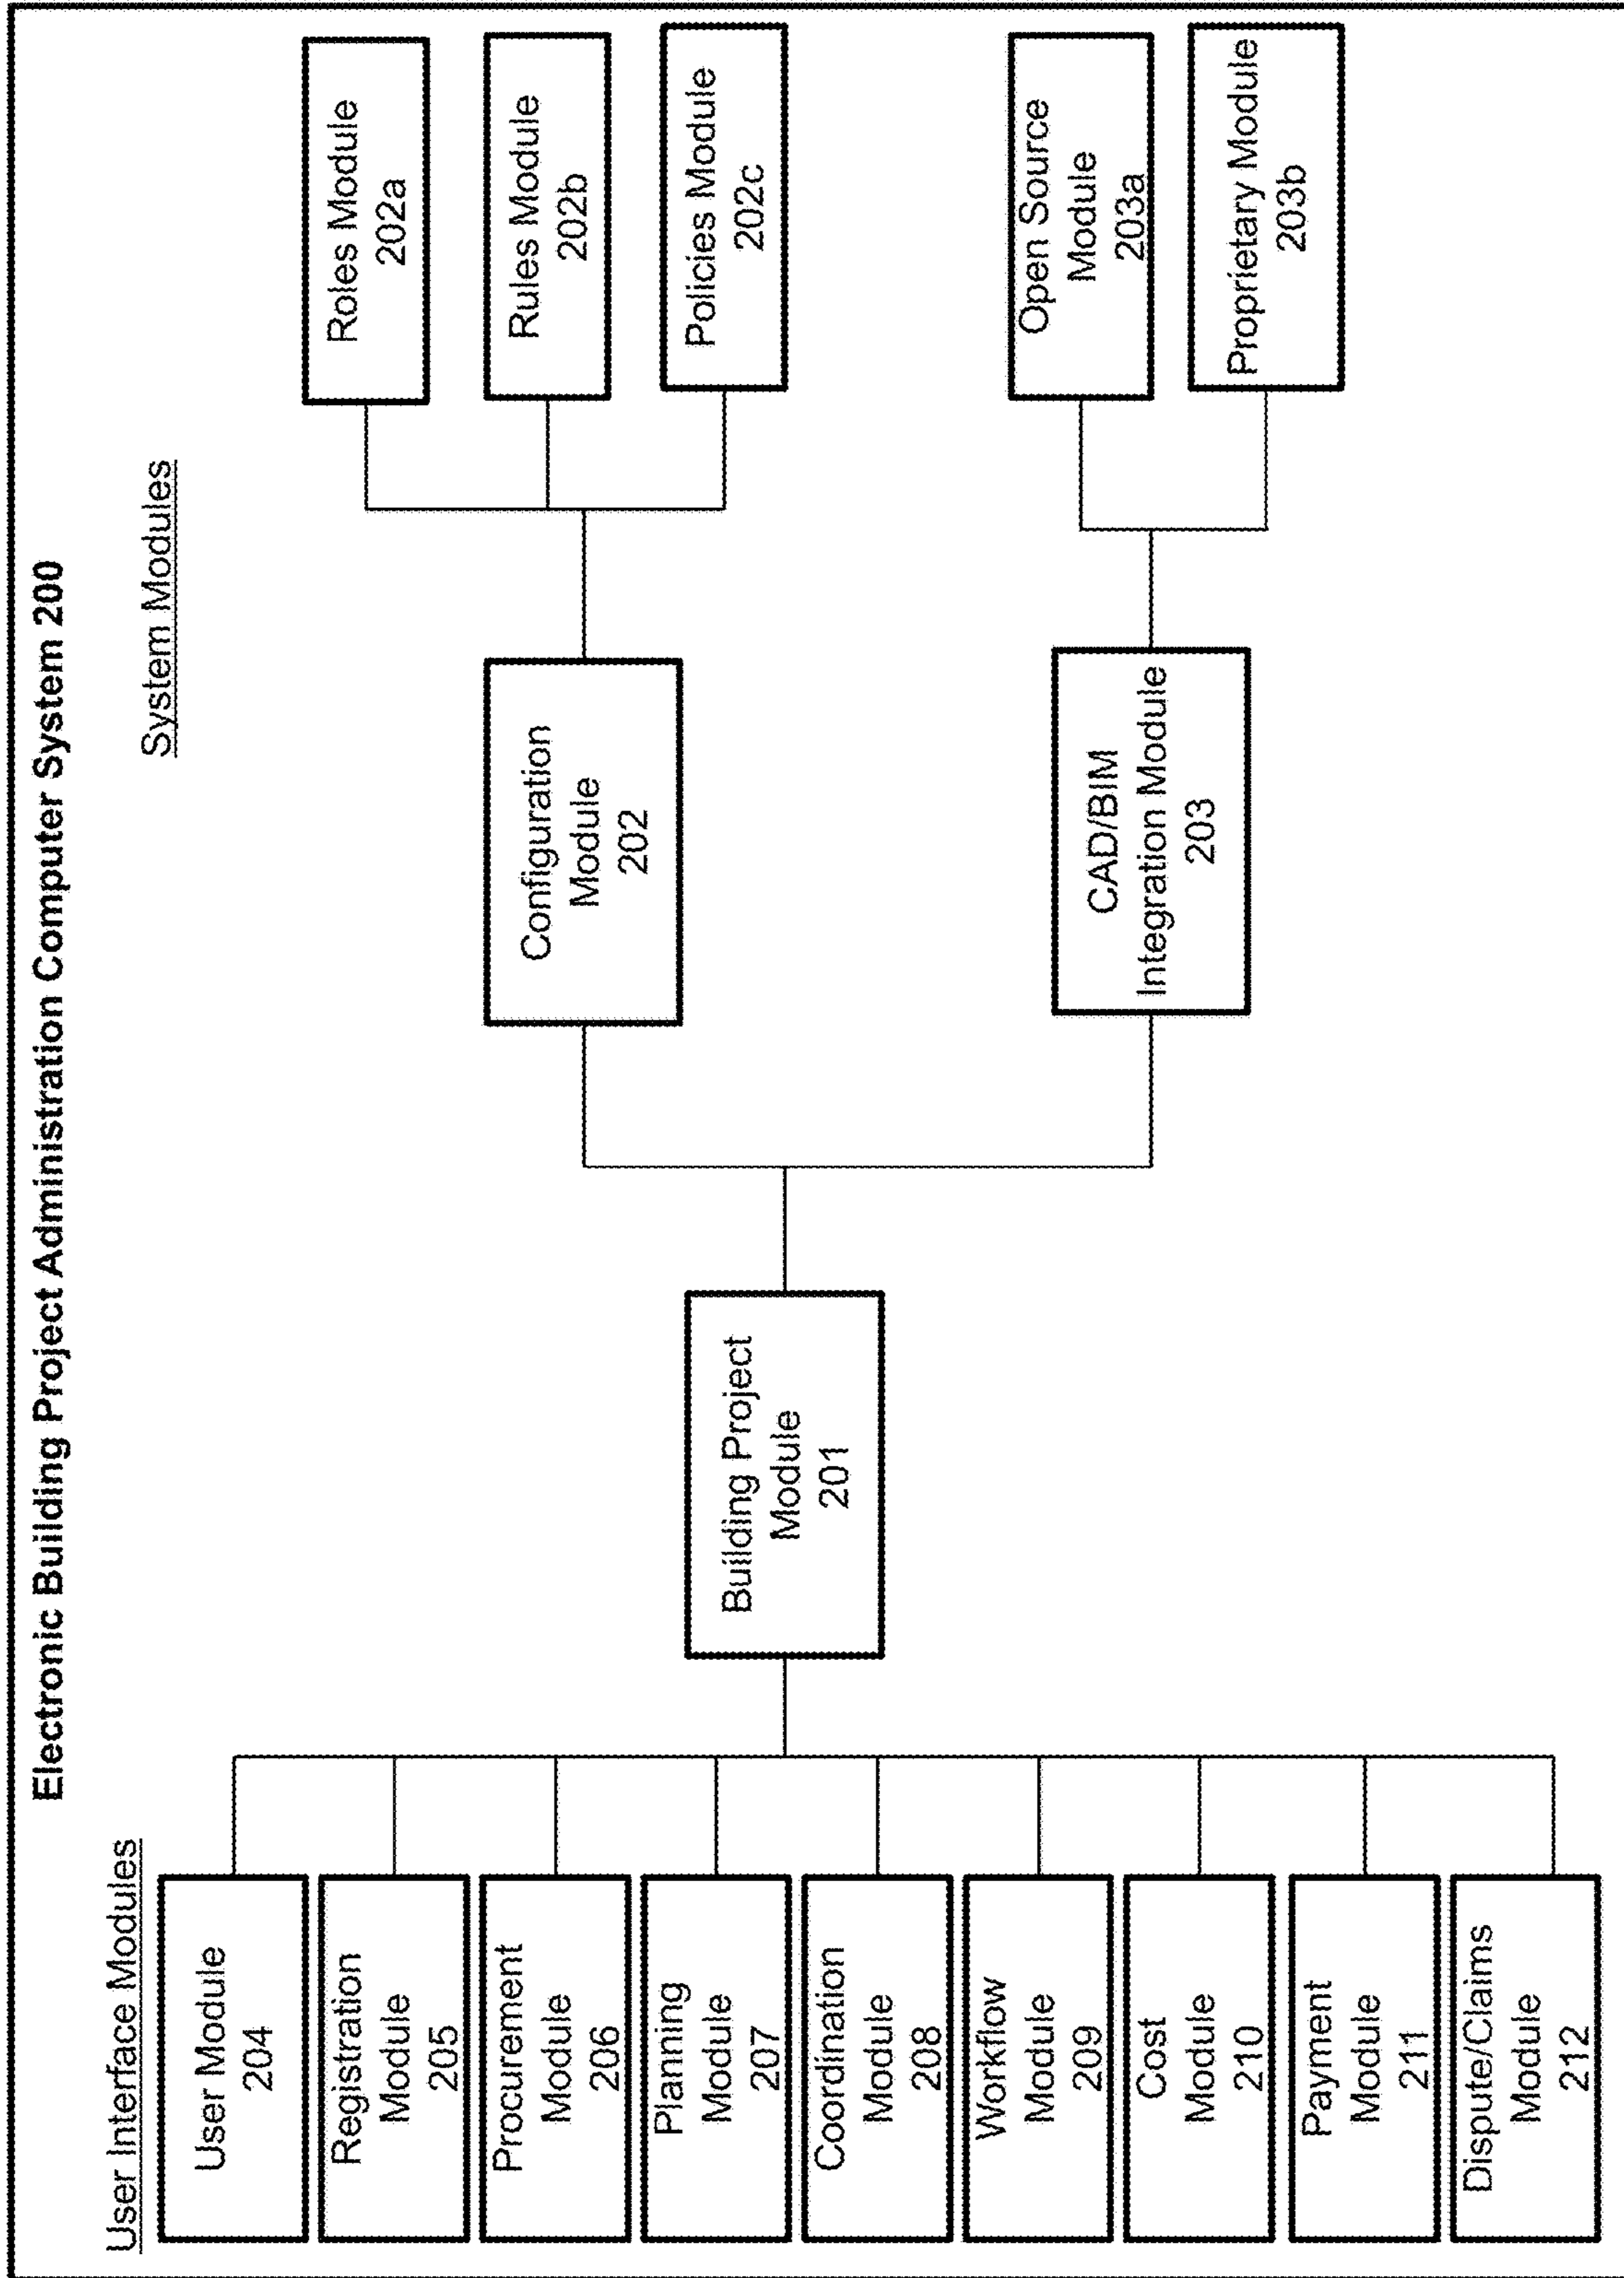 Electronic Building Project Administration Computer System 200
User Interface Modules
User Module
204
Registration
Module
205
Procurement
Module
206
Planning
Module
207
Coordination
Module
208
Workflow
Module
209
Cost
Module
210
Payment
Module
211
Dispute/Claims
Module
212
Building Project
Module
201
System Modules
Configuration
Module
202
CAD/BIM
Integration Module
203
Roles Module
202a
Rules Module
202b
Policies Module
202c
Open Source
Module
203a
Proprietary Module
203b